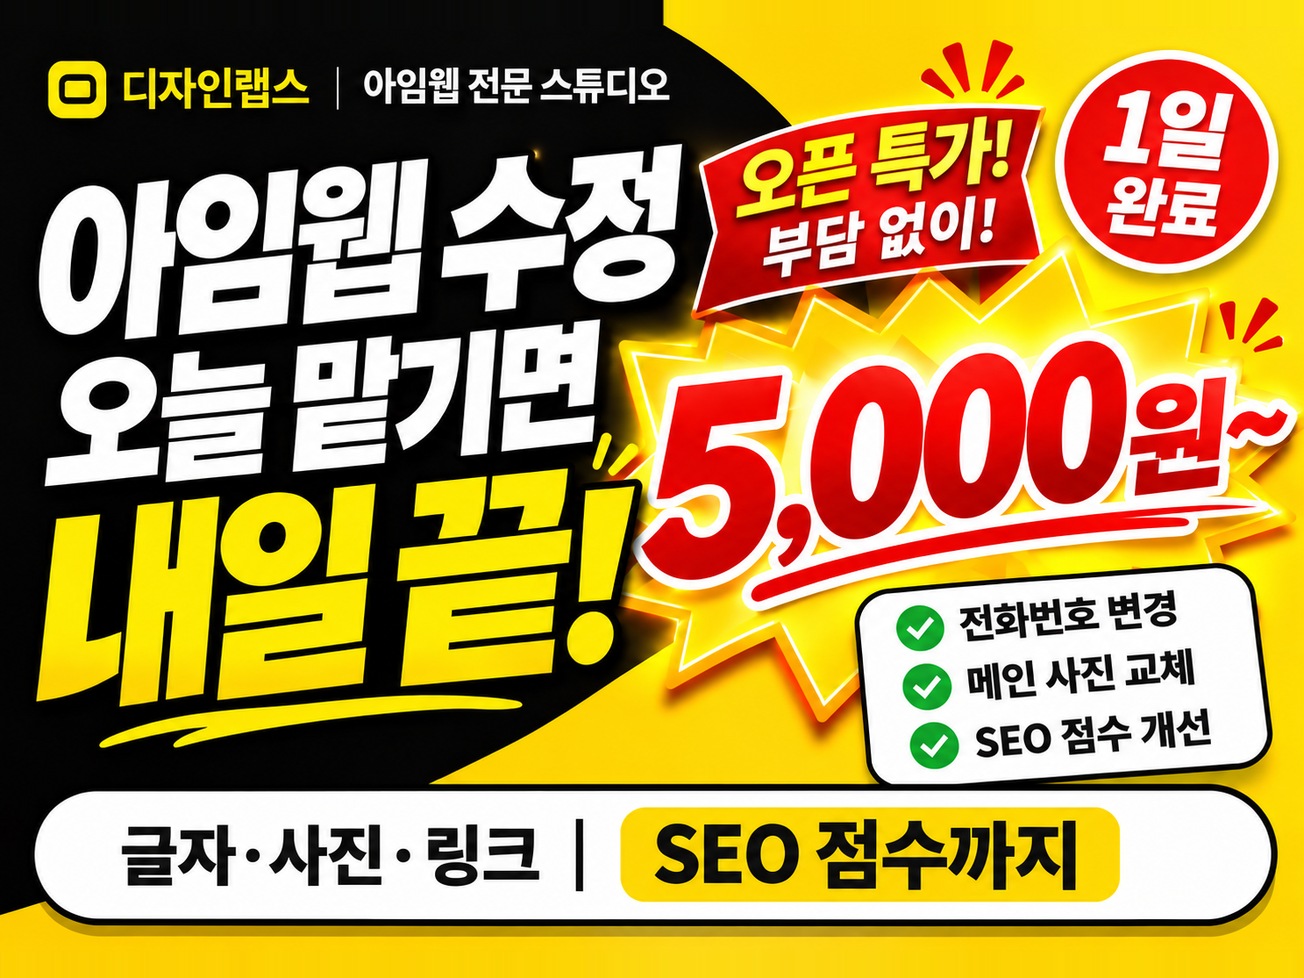 디자인랩스 | 아임웹 전문 스튜디오
아임웹 수정
오늘 맡기면
내일 끝!
오픈 특가!
부담 없이!
1일
완료
5,000원~
전화번호 변경
메인 사진 교체
SEO 점수 개선
글자·사진·링크 | SEO 점수까지